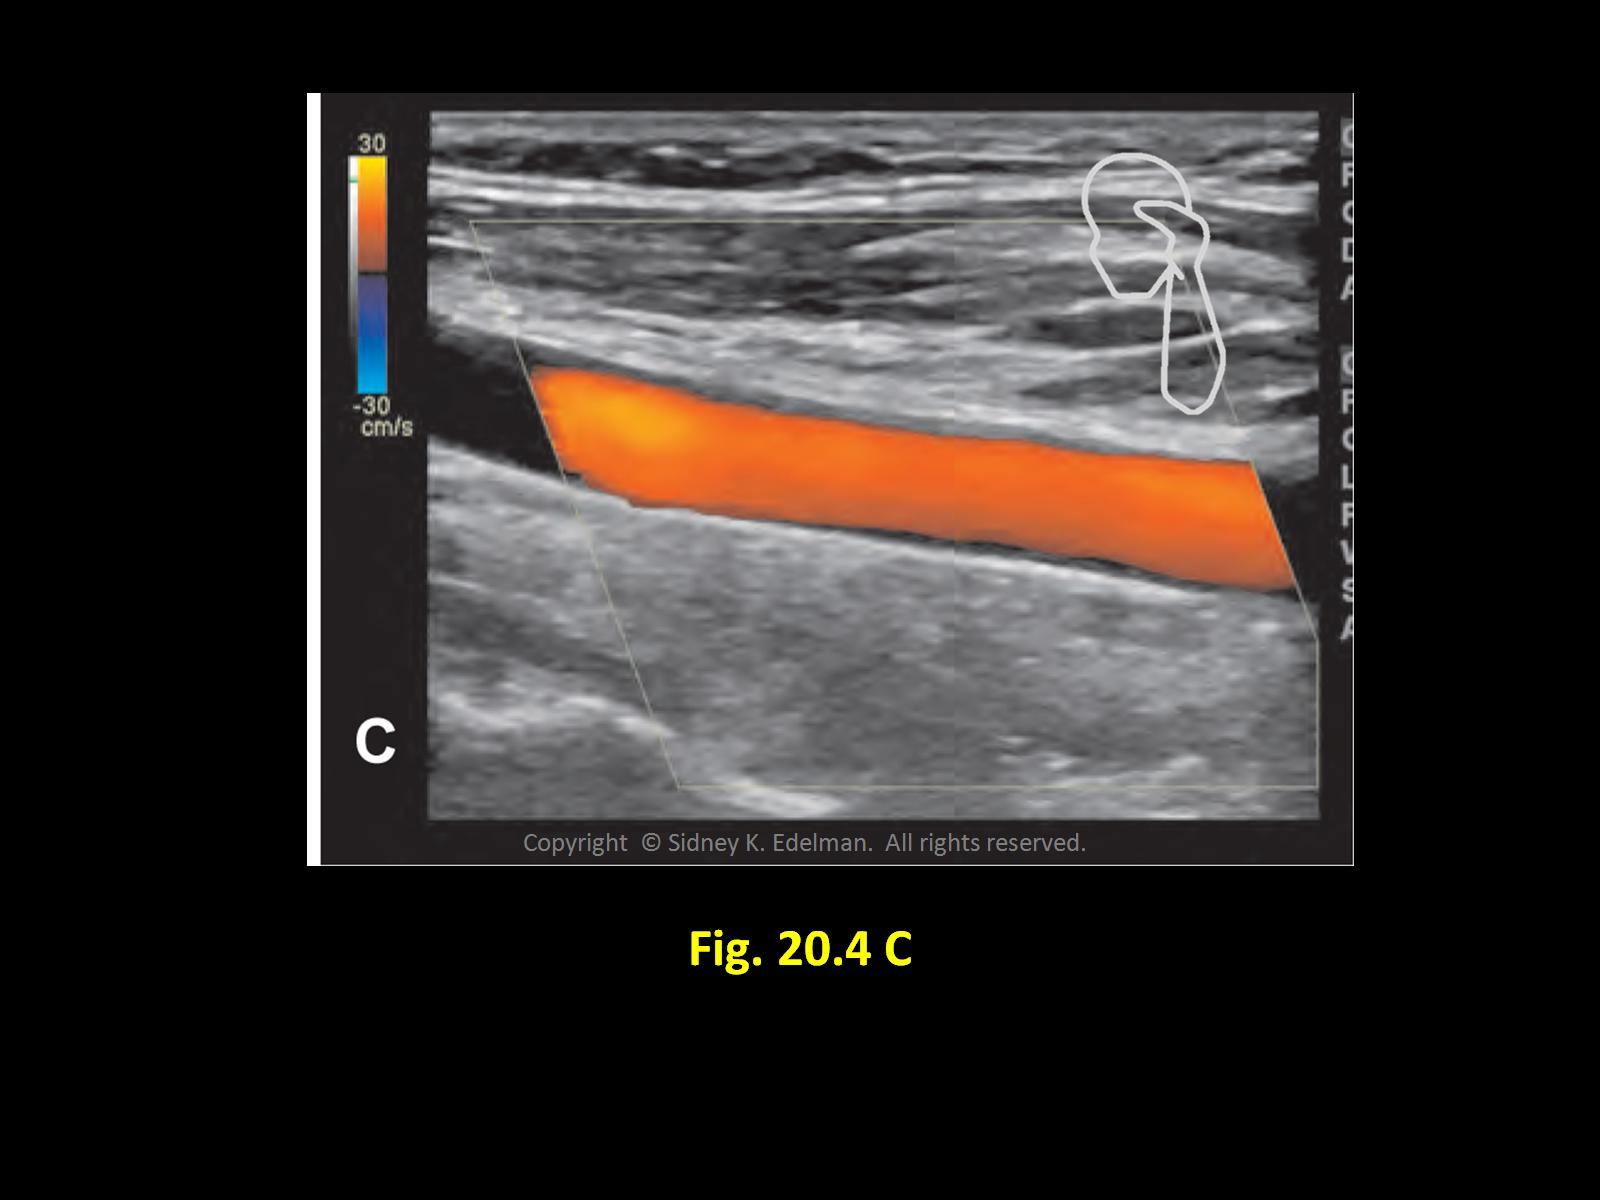 30
-30
cm/s
C
Copyright © Sidney K. Edelman. All rights reserved.
Fig. 20.4 C